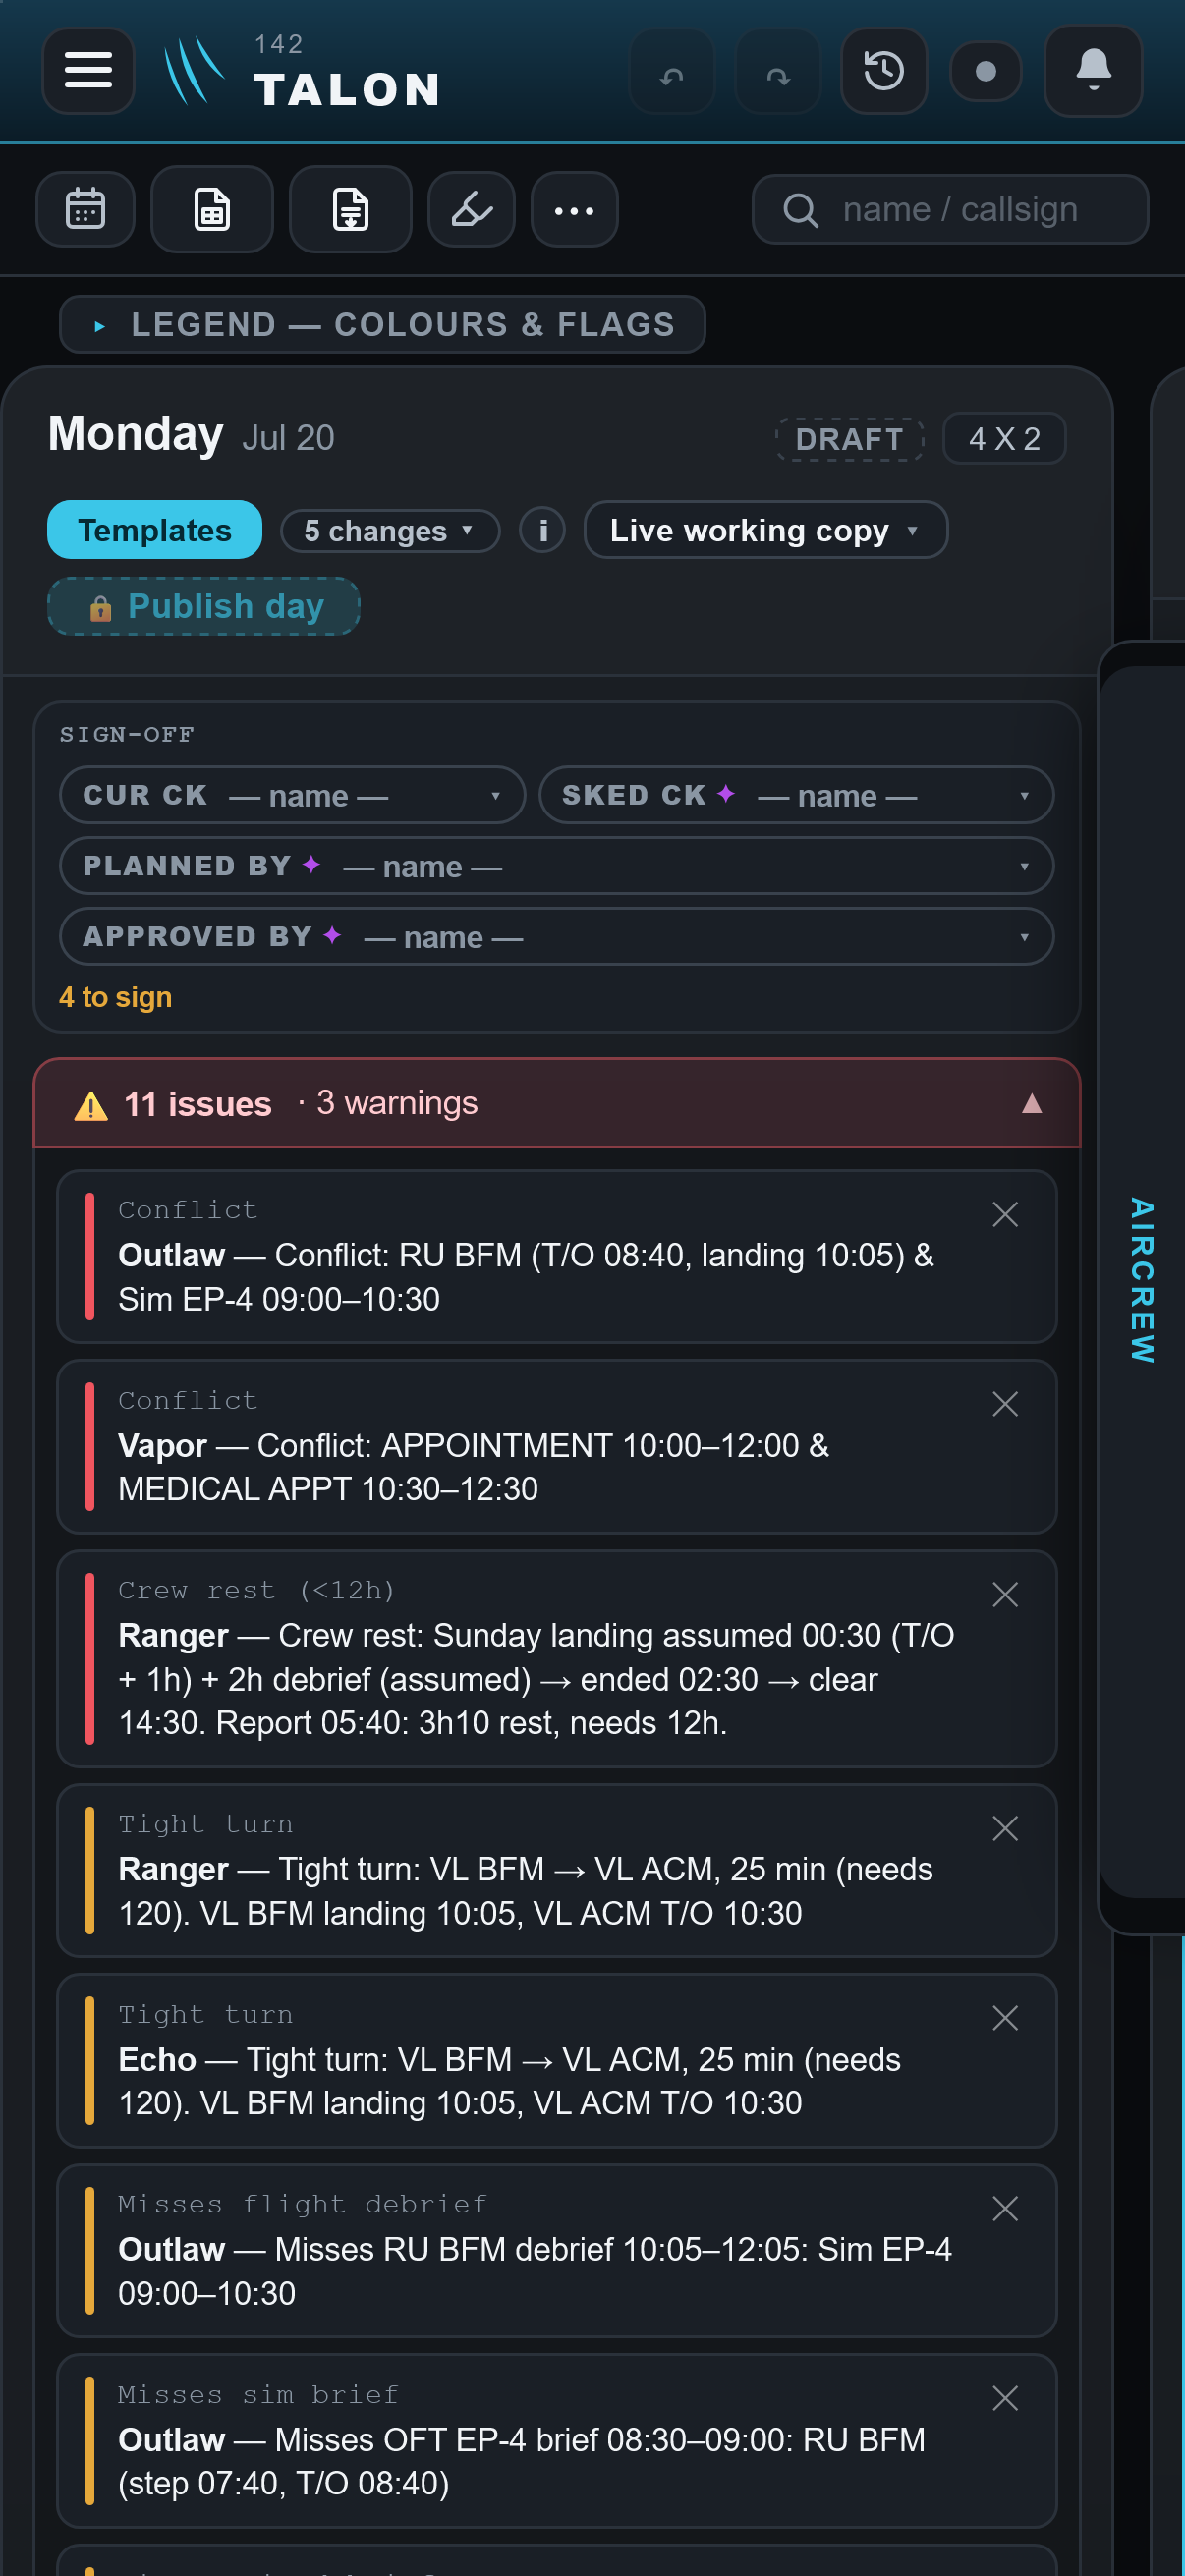 142
TALON
name / callsign
LEGEND — COLOURS & FLAGS
Monday Jul 20 DRAFT 4 X 2
Templates 5 changes i Live working copy
Publish day
SIGN-OFF
CUR CK — name — SKED CK — name —
PLANNED BY — name —
APPROVED BY — name —
4 to sign
11 issues · 3 warnings
Conflict
Outlaw — Conflict: RU BFM (T/O 08:40, landing 10:05) &
Sim EP-4 09:00–10:30
Conflict
Vapor — Conflict: APPOINTMENT 10:00–12:00 &
MEDICAL APPT 10:30–12:30
AIRCREW
Crew rest (<12h)
Ranger — Crew rest: Sunday landing assumed 00:30 (T/O
+ 1h) + 2h debrief (assumed) → ended 02:30 → clear
14:30. Report 05:40: 3h10 rest, needs 12h.
Tight turn
Ranger — Tight turn: VL BFM → VL ACM, 25 min (needs
120). VL BFM landing 10:05, VL ACM T/O 10:30
Tight turn
Echo — Tight turn: VL BFM → VL ACM, 25 min (needs
120). VL BFM landing 10:05, VL ACM T/O 10:30
Misses flight debrief
Outlaw — Misses RU BFM debrief 10:05–12:05: Sim EP-4
09:00–10:30
Misses sim brief
Outlaw — Misses OFT EP-4 brief 08:30–09:00: RU BFM
(step 07:40, T/O 08:40)